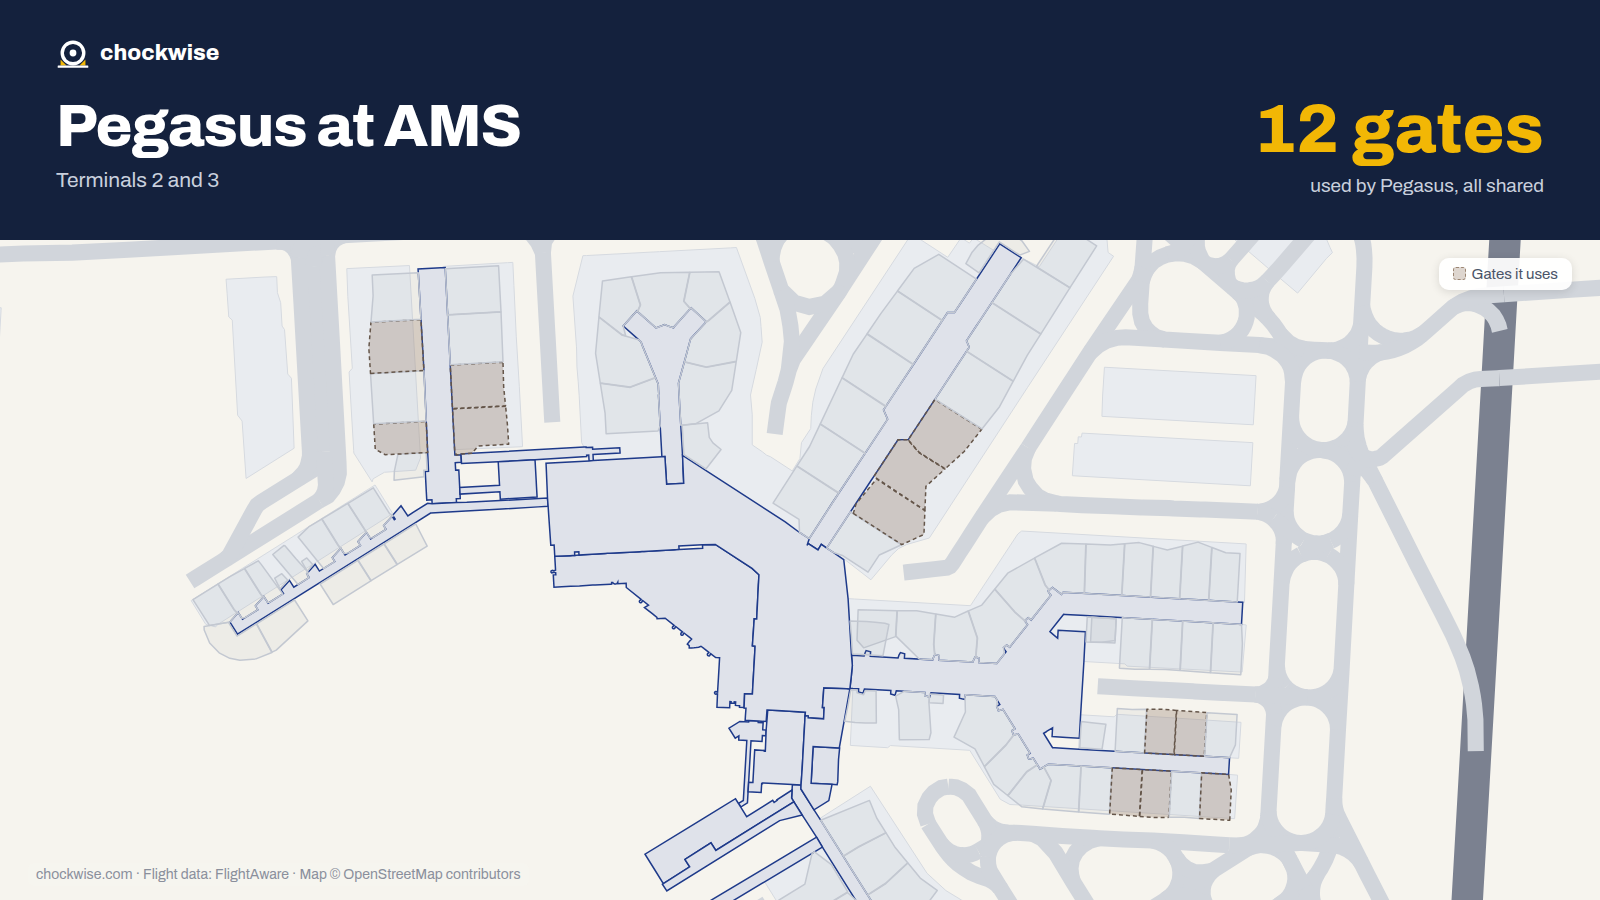 chockwise
Pegasus at AMS
Terminals 2 and 3
12 gates
used by Pegasus, all shared
Gates it uses
chockwise.com · Flight data: FlightAware · Map © OpenStreetMap contributors